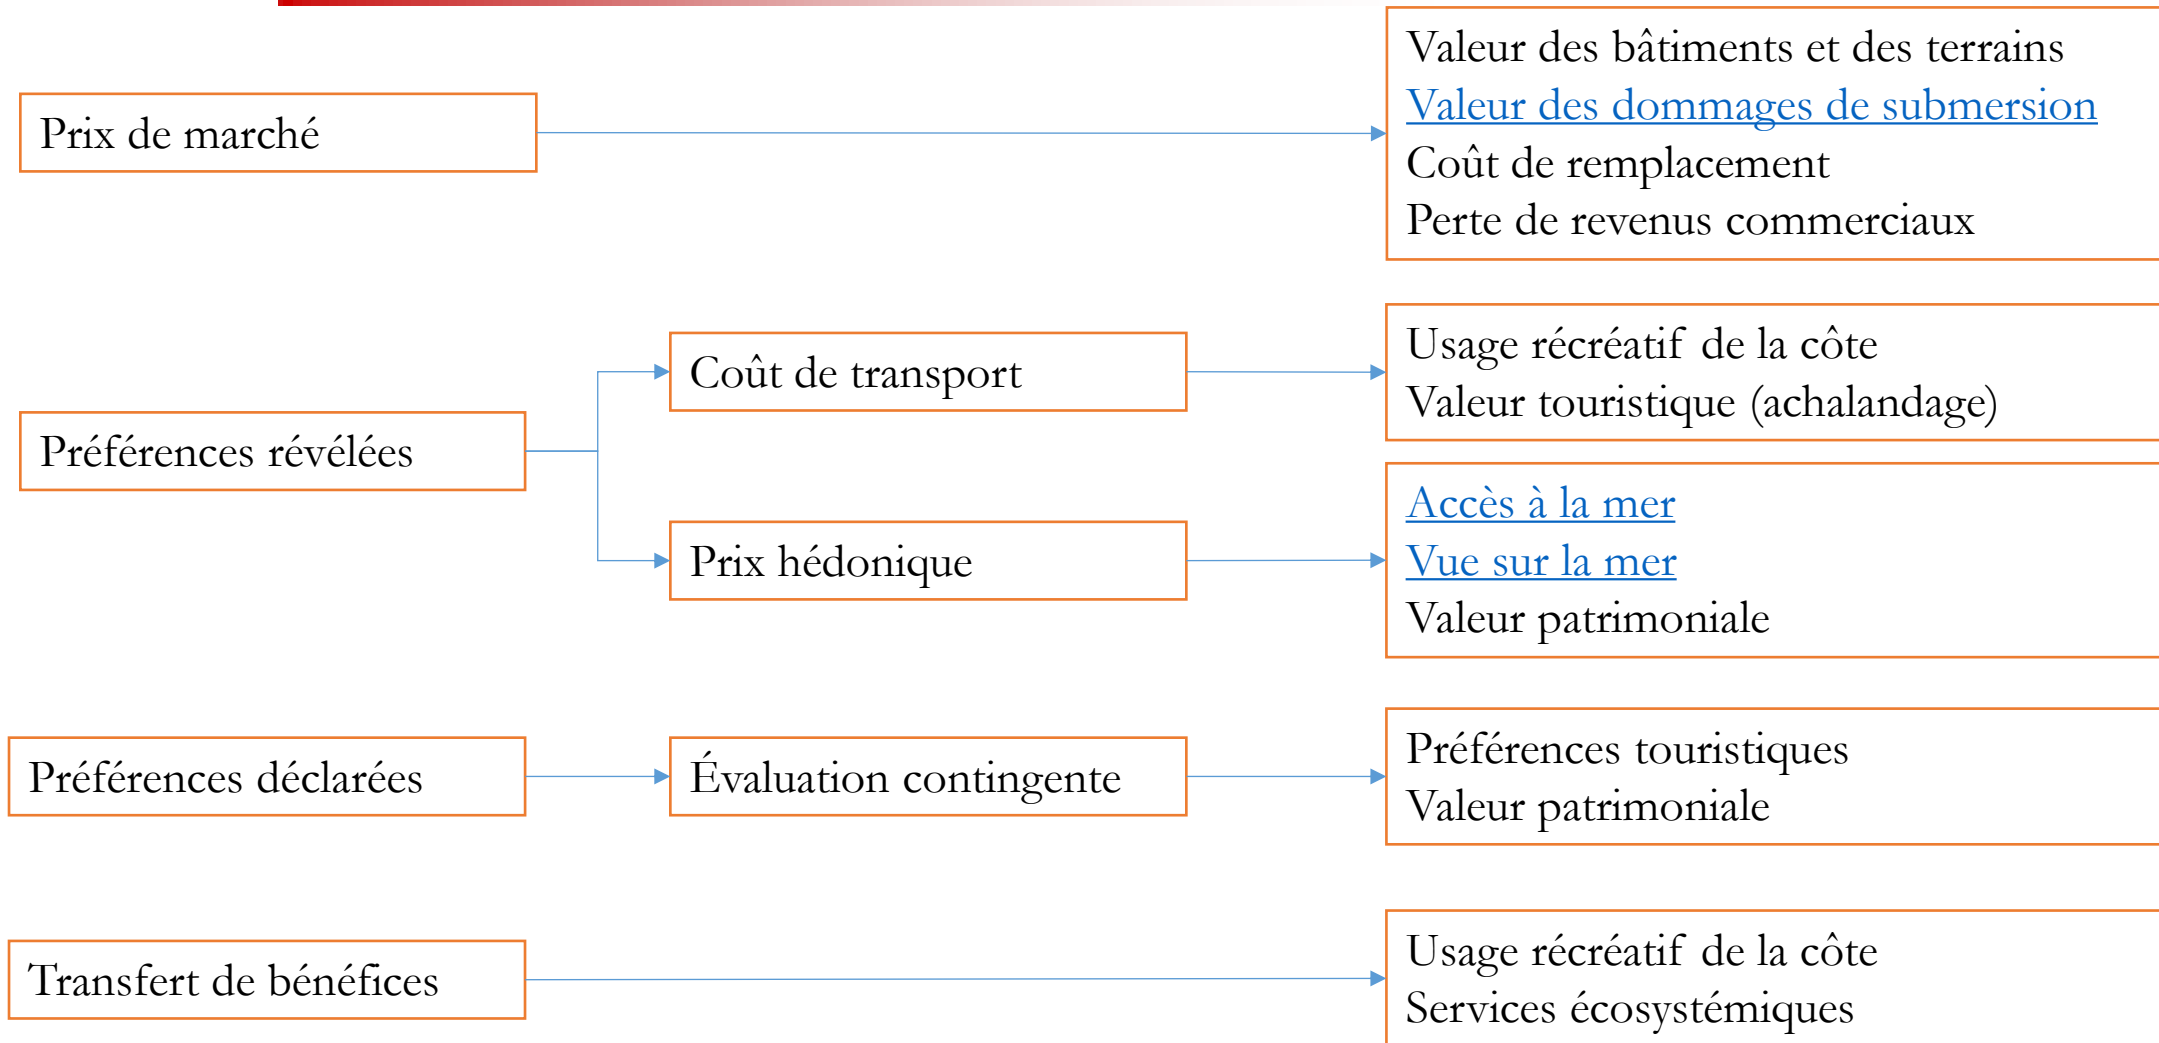 Prix de marché
Valeur des bâtiments et des terrains
Valeur des dommages de submersion
Coût de remplacement
Perte de revenus commerciaux
Préférences révélées
Coût de transport
Usage récréatif de la côte
Valeur touristique (achalandage)
Prix hédonique
Accès à la mer
Vue sur la mer
Valeur patrimoniale
Préférences déclarées
Évaluation contingente
Préférences touristiques
Valeur patrimoniale
Transfert de bénéfices
Usage récréatif de la côte
Services écosystémiques